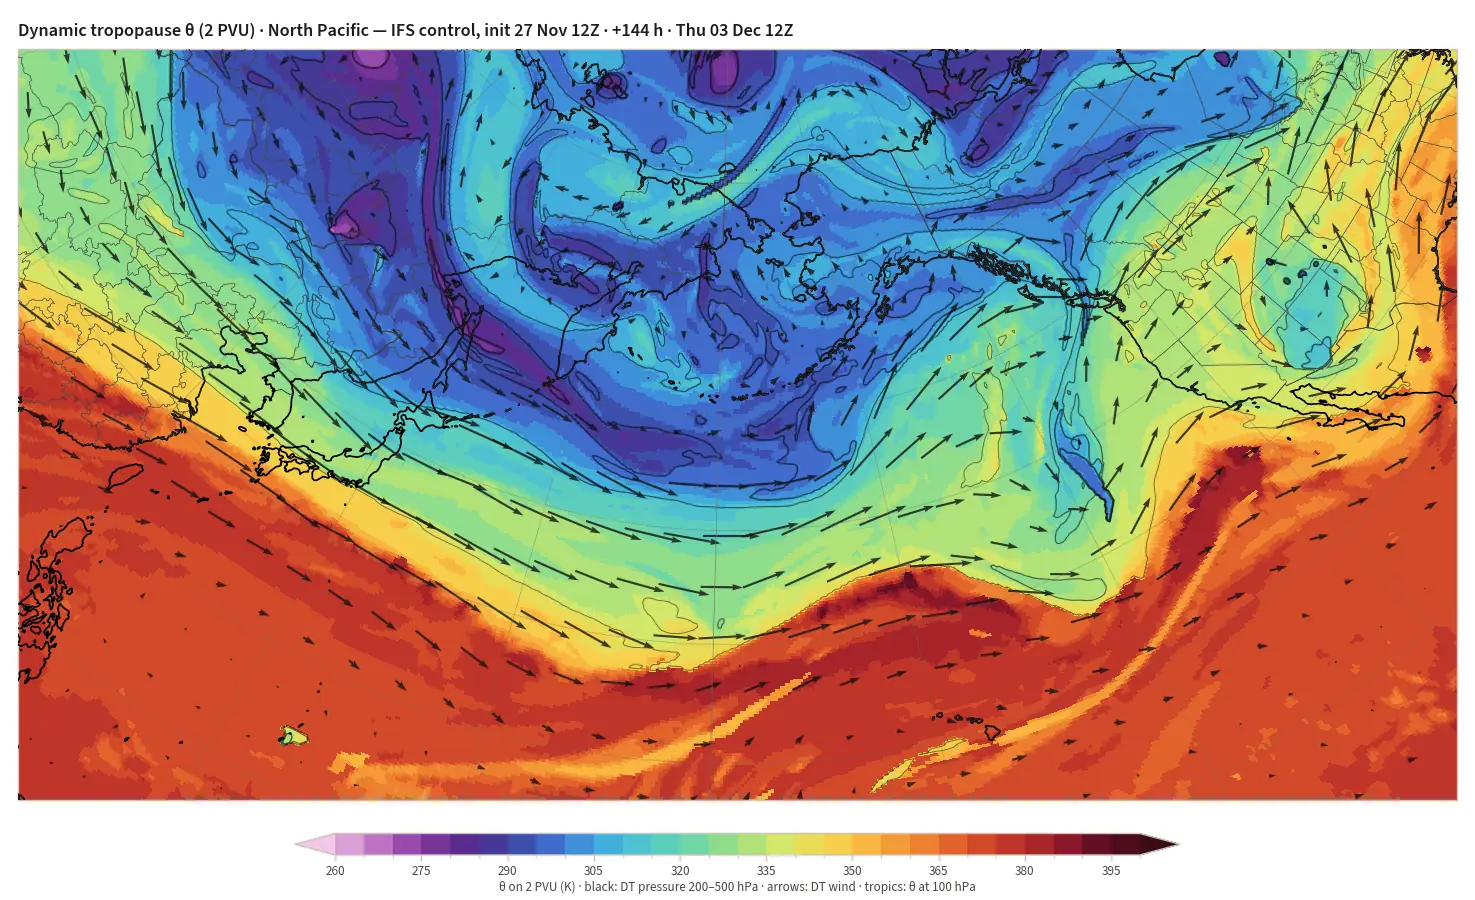 Dynamic tropopause θ (2 PVU) · North Pacific — IFS control, init 27 Nov 12Z · +144 h · Thu 03 Dec 12Z
260 275 290 305 320 335 350 365 380 395
θ on 2 PVU (K) · black: DT pressure 200–500 hPa · arrows: DT wind · tropics: θ at 100 hPa